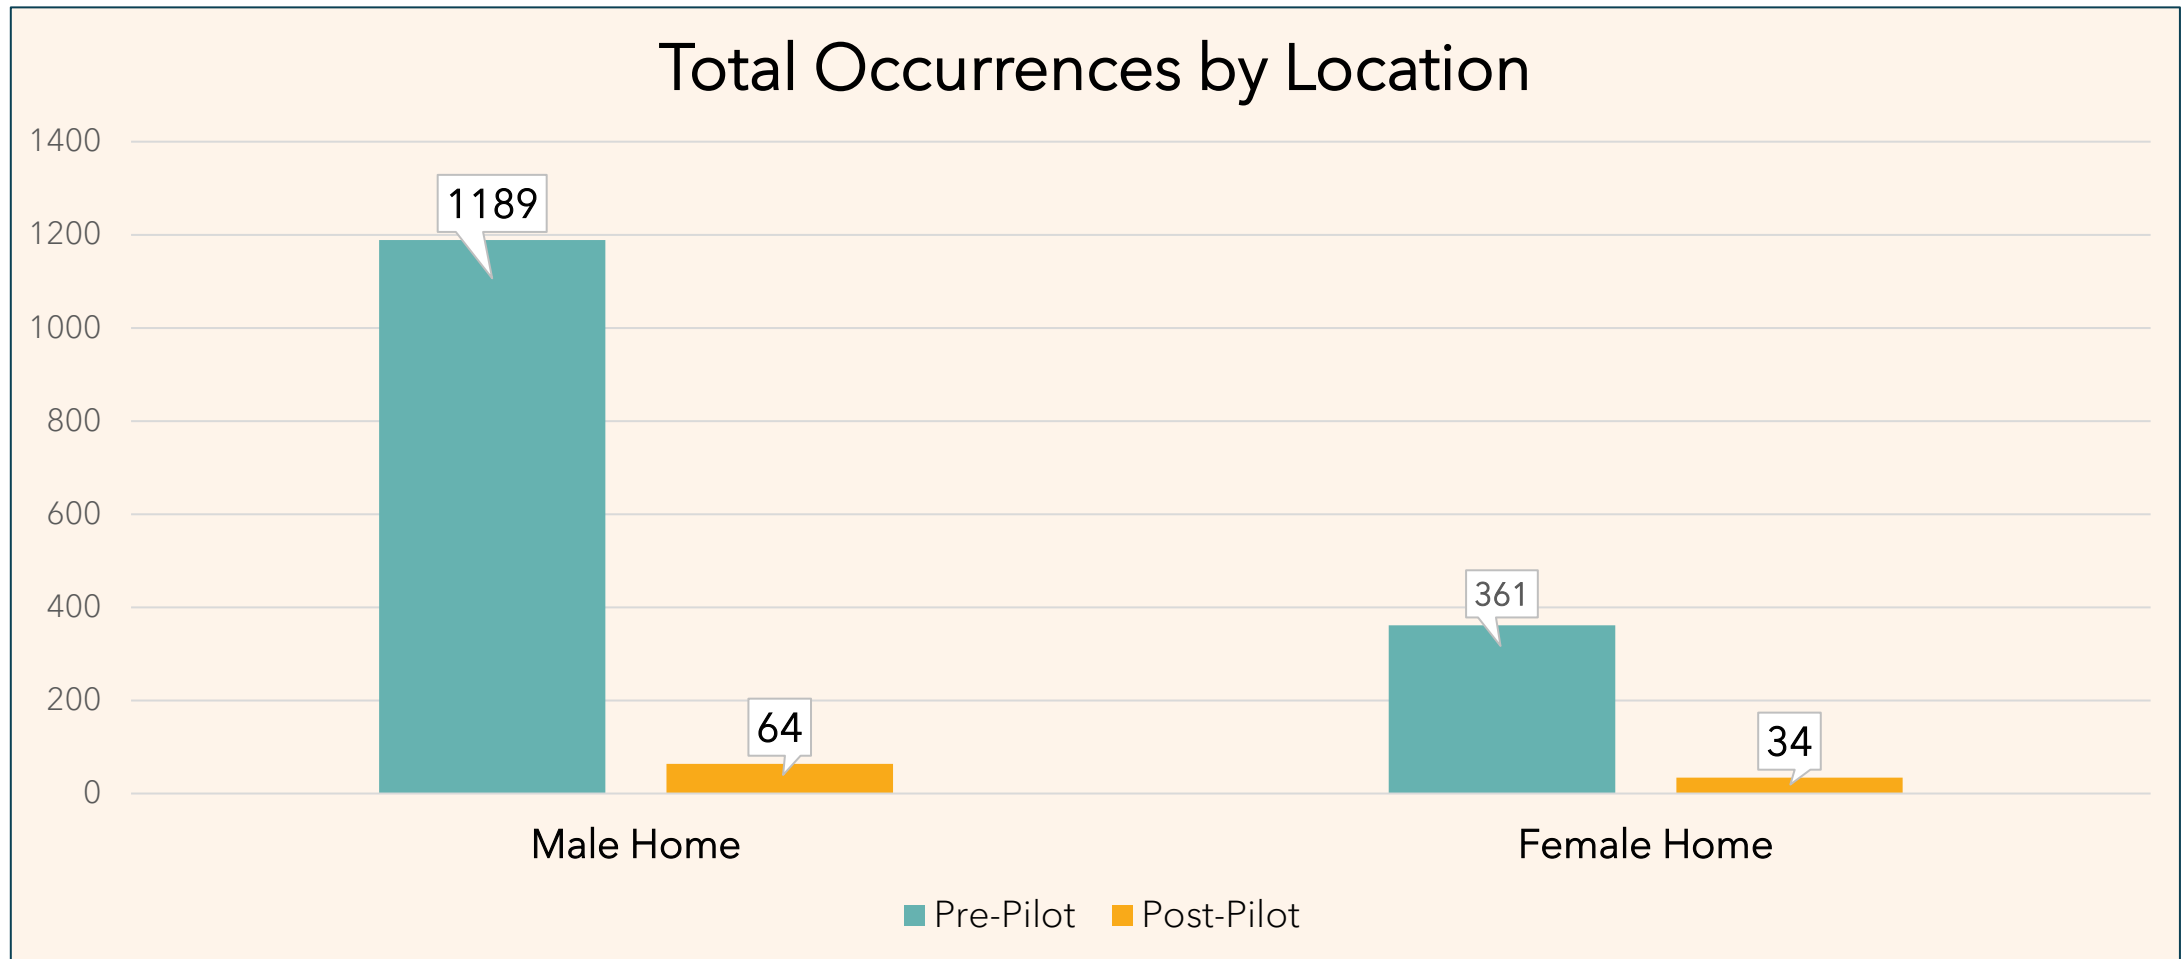 Total Occurrences by Location
1400
1200
1000
800
600
400
200
0
1189
64
361
34
Male Home
Female Home
Pre-Pilot
Post-Pilot